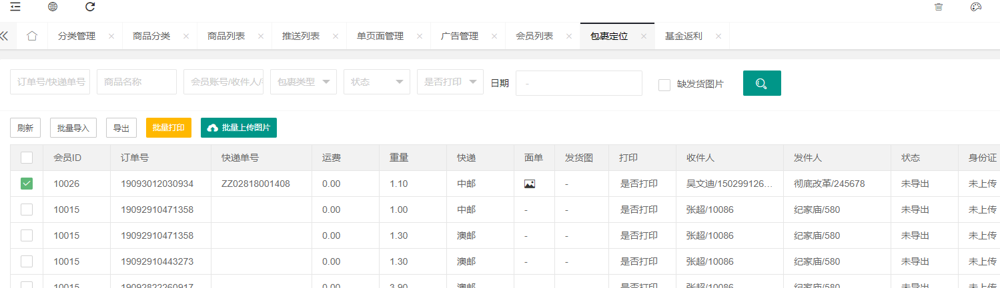 分类管理 商品分类 商品列表 推送列表 单页面管理 广告管理 会员列表 包裹定位 基金返利
订单号/快递单号 商品名称 会员账号/收件人/ 包裹类型 状态 是否打印 日期 - 缺发货图片
刷新 批量导入 导出 批量打印 批量上传图片
会员ID 订单号 快递单号 运费 重量 快递 面单 发货图 打印 收件人 发件人 状态 身份证
10026 19093012030934 ZZ02818001408 0.00 1.10 中邮 - 是否打印 吴文迪/150299126... 彻底改革/245678 未导出 未上传
10015 19092910471358 0.00 1.00 中邮 - - 是否打印 张超/10086 纪家庙/580 未导出 未上传
10015 19092910471358 0.00 1.30 澳邮 - - 是否打印 张超/10086 纪家庙/580 未导出 未上传
10015 19092910443273 0.00 1.30 澳邮 - - 是否打印 张超/10086 纪家庙/580 未导出 未上传
10015 19092822260917 0.00 3.90 澳邮 是否打印 张超/10086 纪家庙/580 未导出 未上传